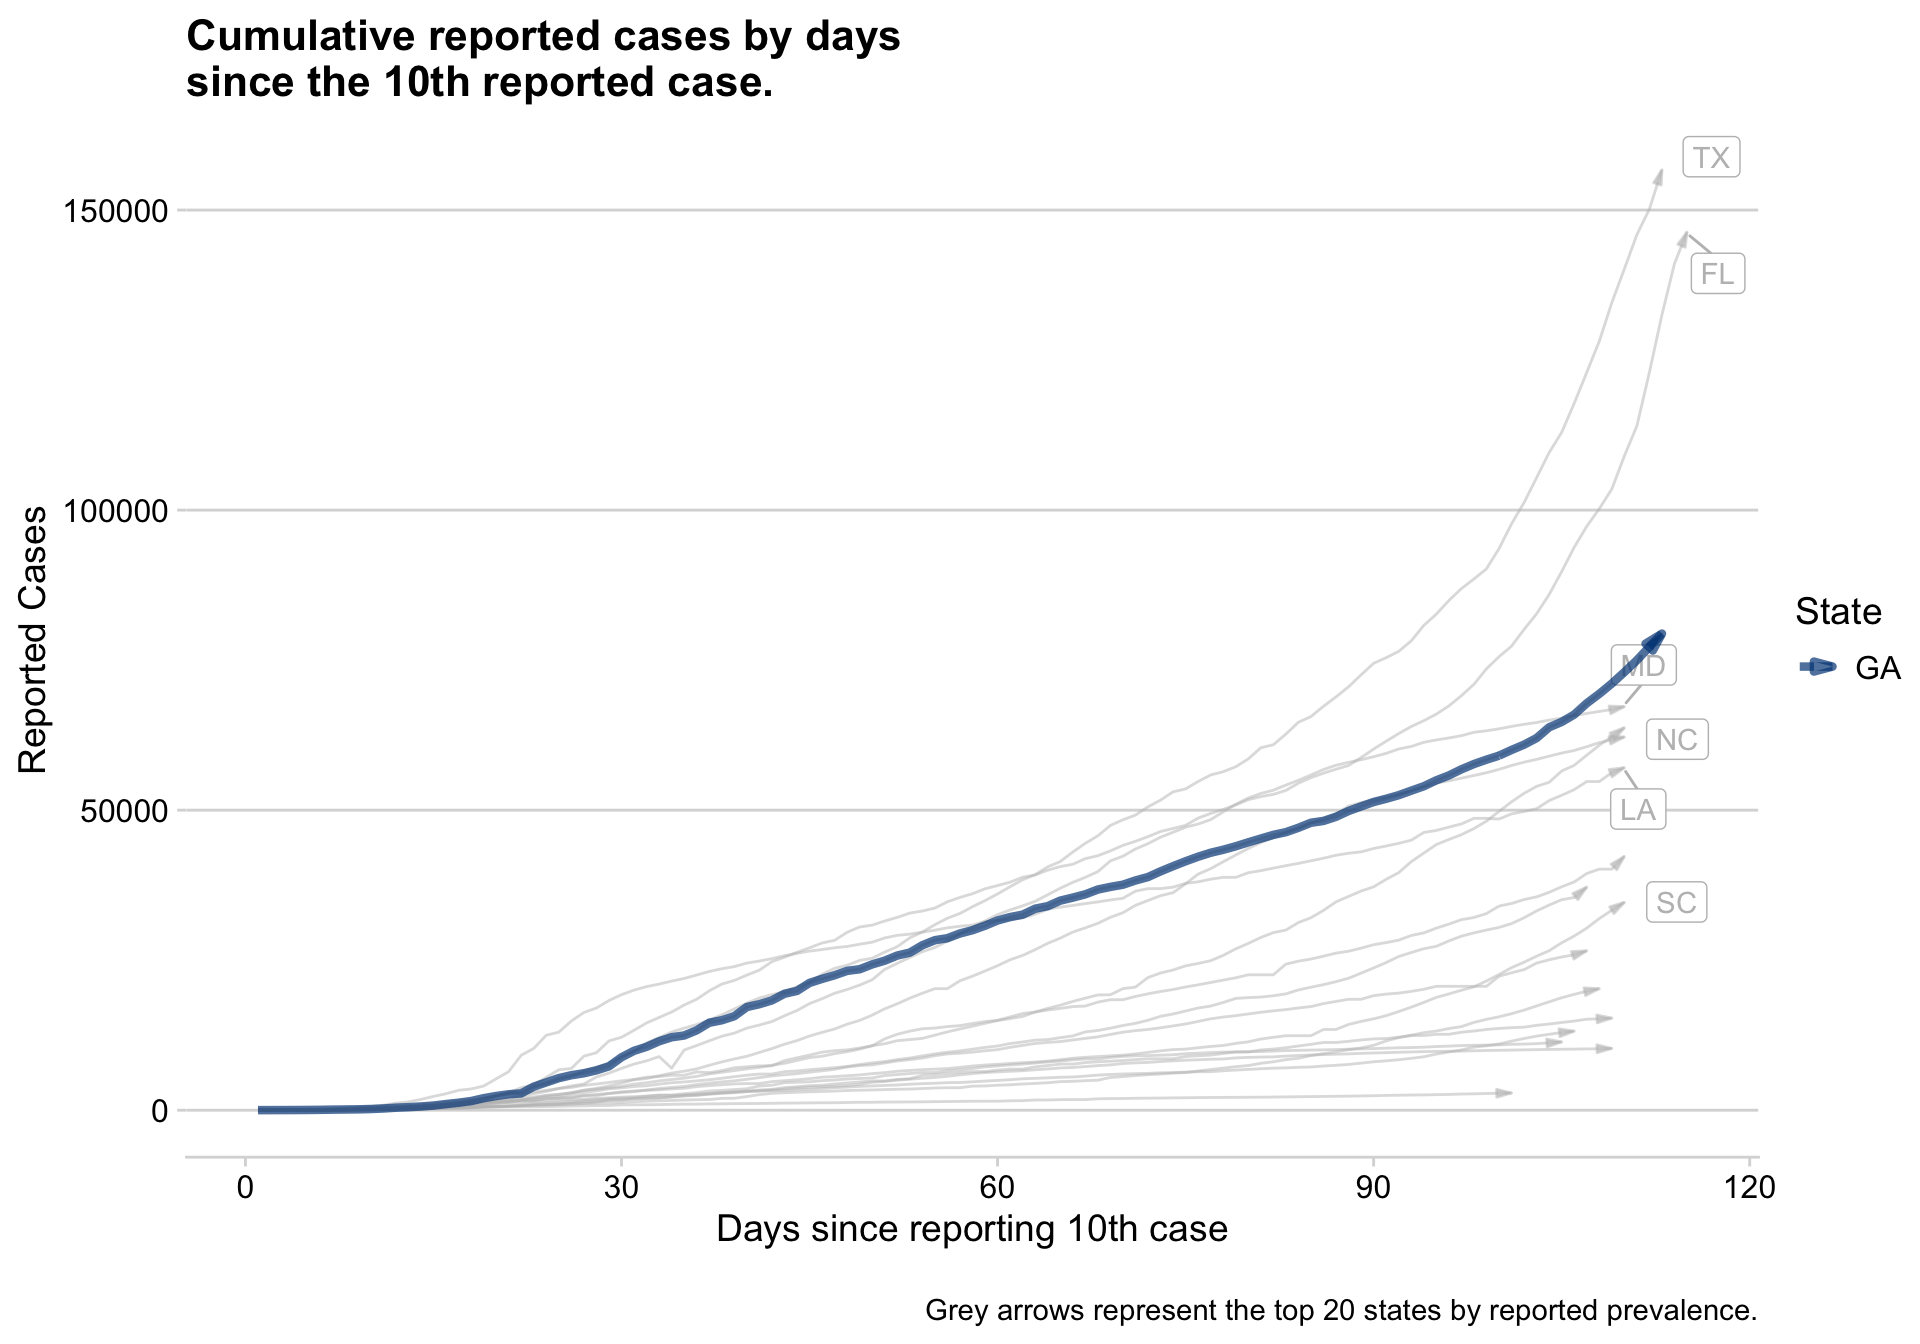 Cumulative reported cases by days
since the 10th reported case.
TX
150000
FL
100000
Reported Cases
State
MD
GA
NC
50000
LA
SC
0
0 30 60 90 120
Days since reporting 10th case
Grey arrows represent the top 20 states by reported prevalence.